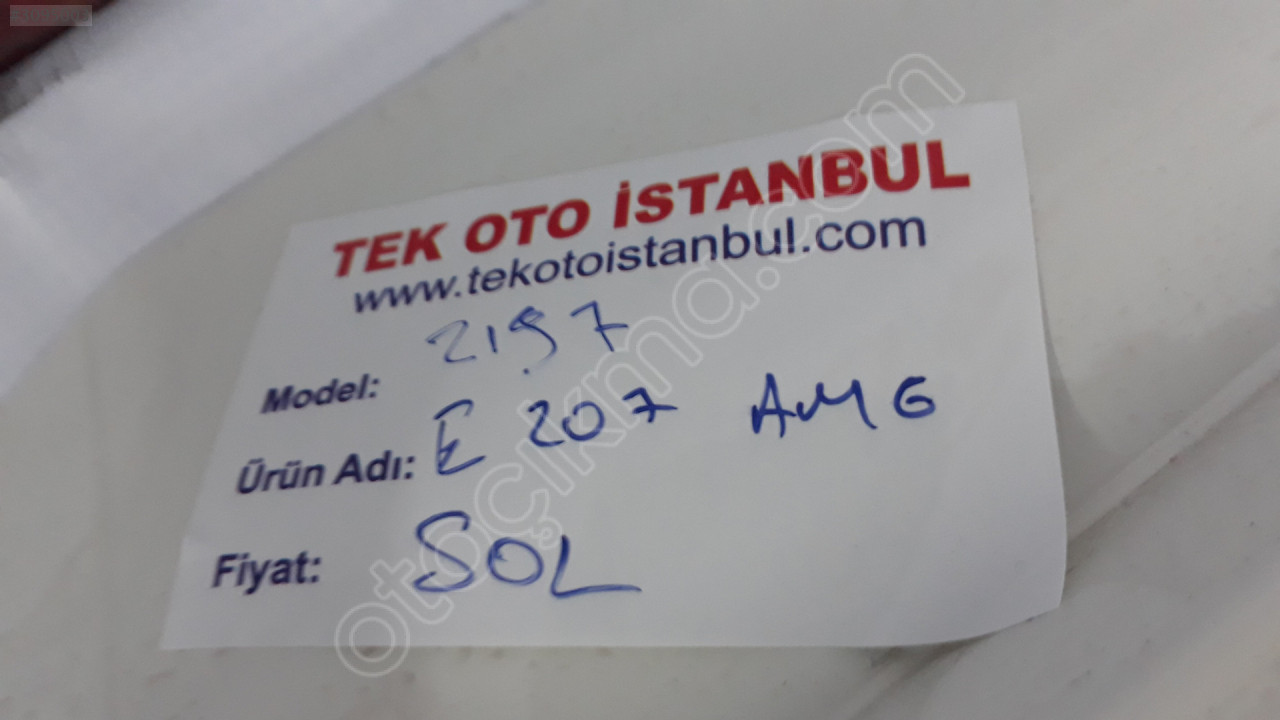 TEK OTO İSTANBUL
www.tekotoistanbul.com
Model: 2197
Ürün Adı: E 207 AMG
Fiyat: SOL
otoçıkma.com